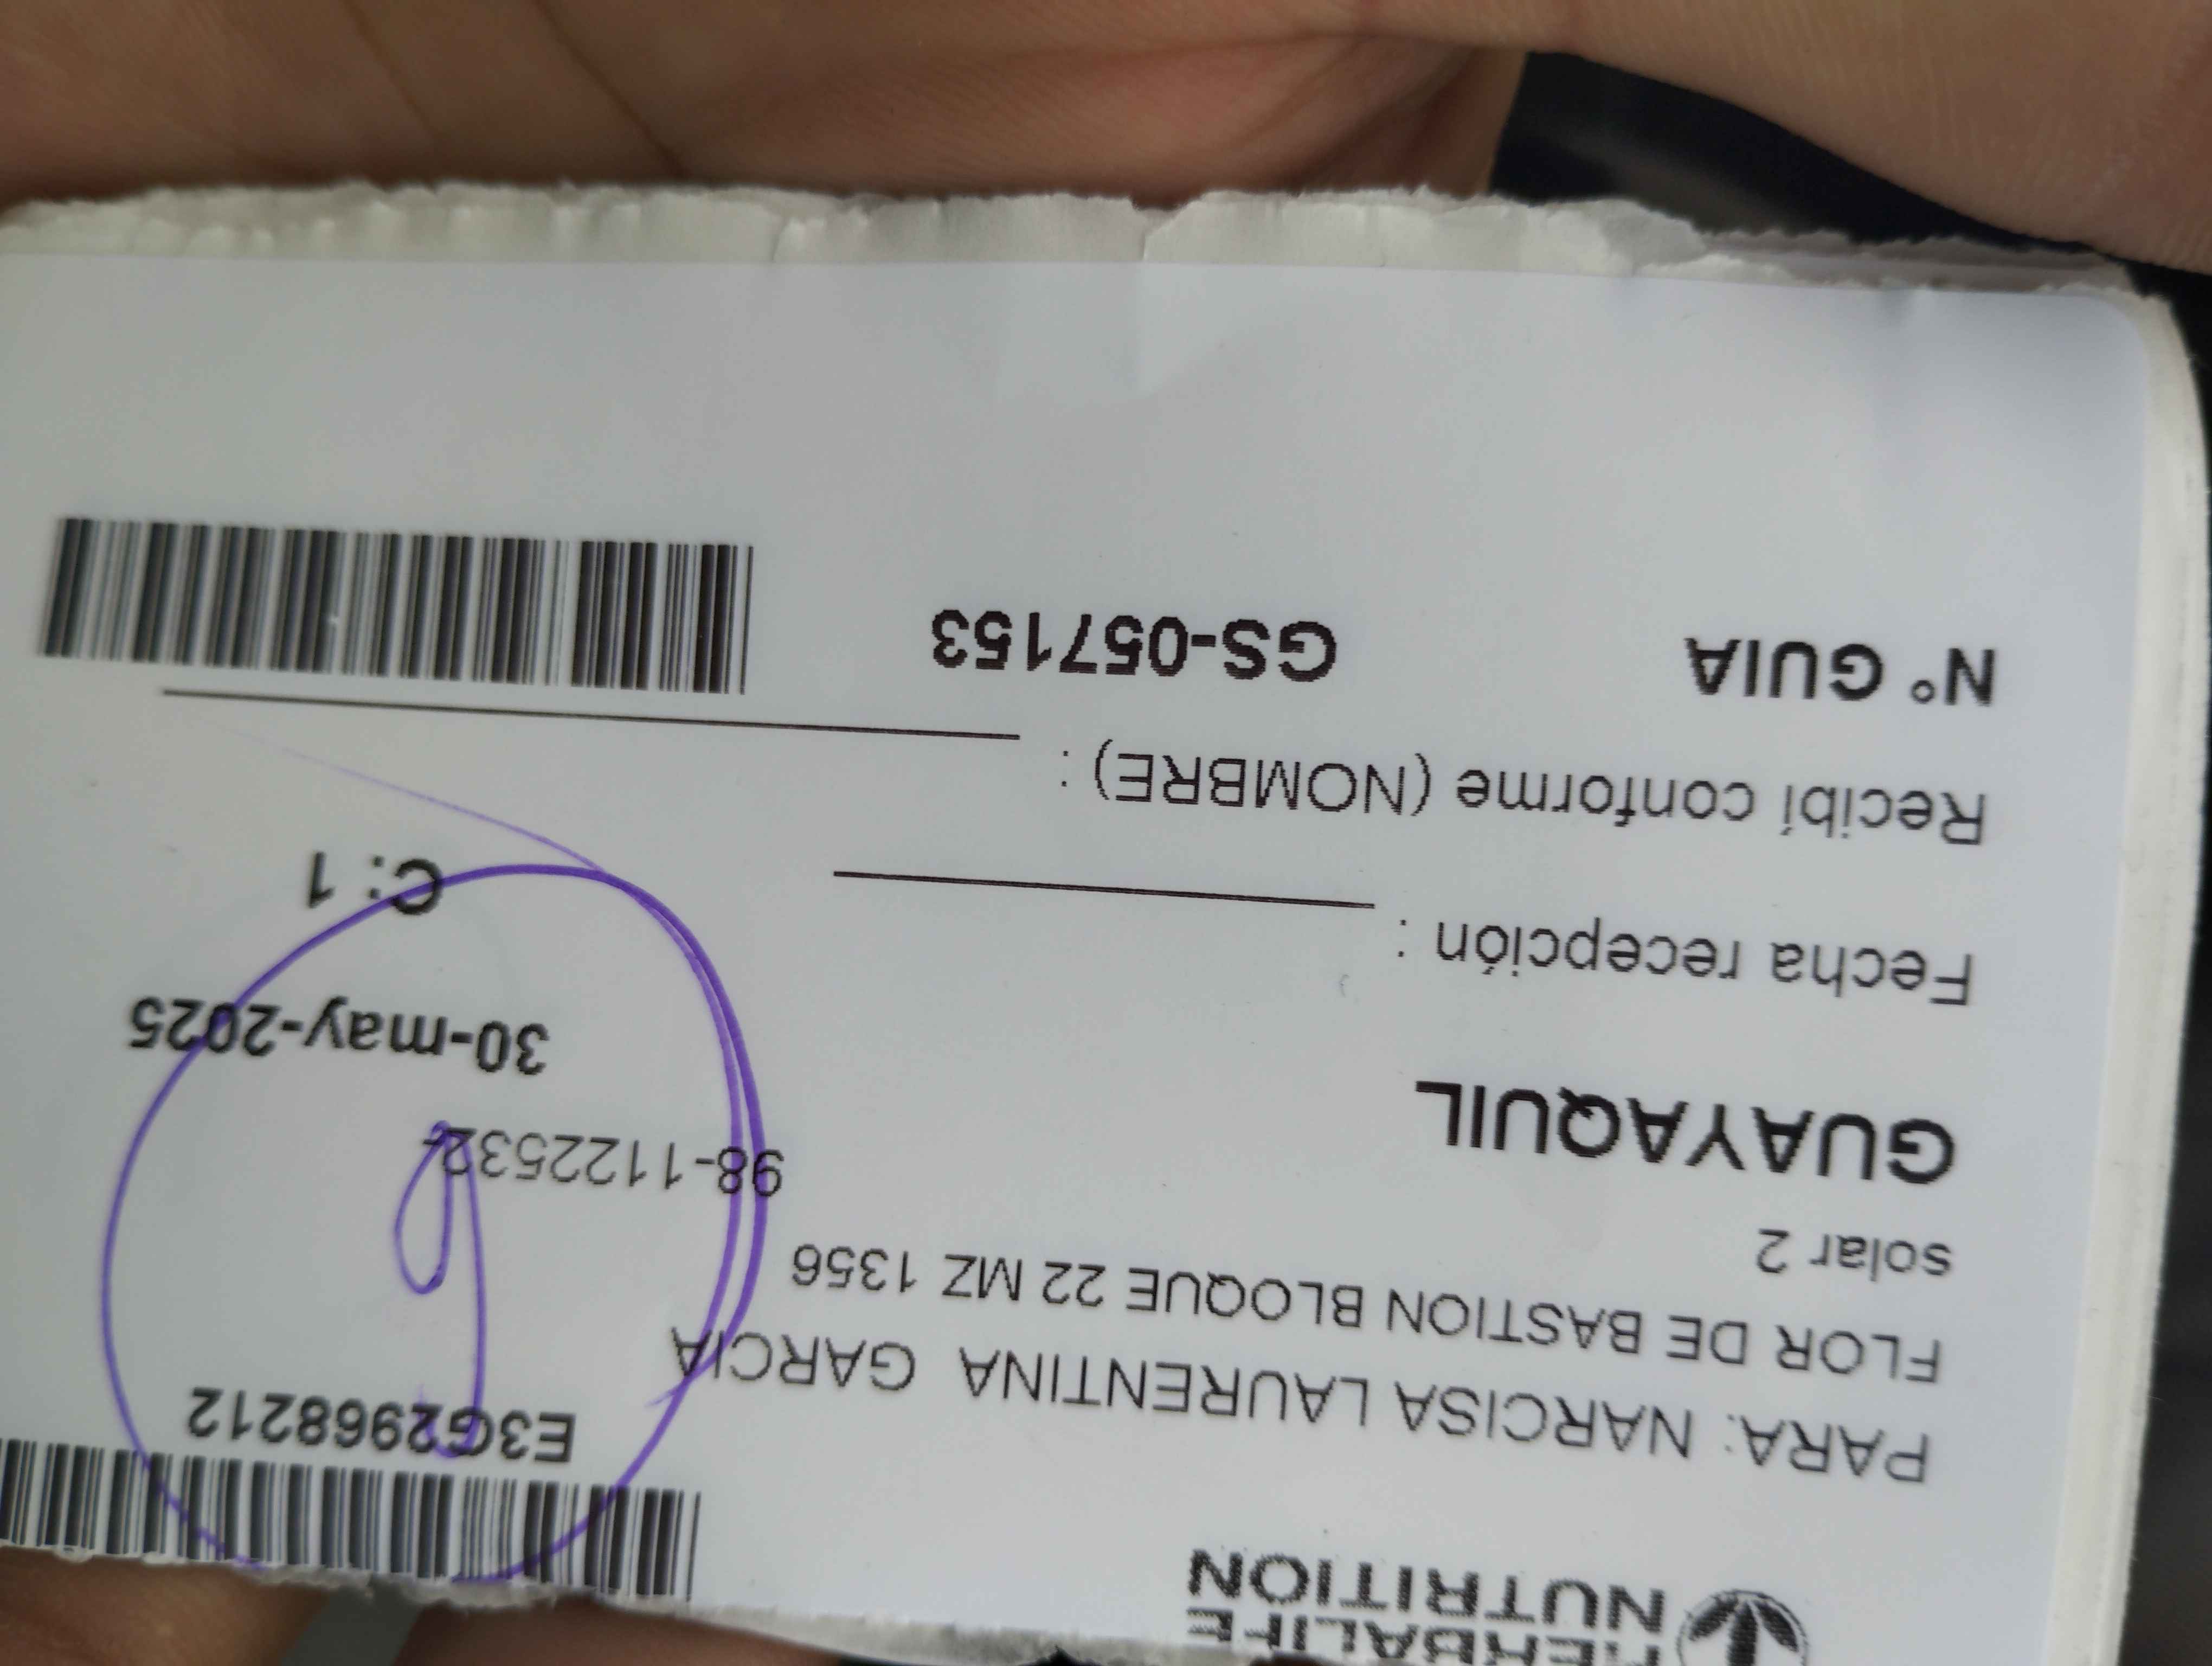 HERBALIFE
NUTRITION
E3G2968212
PARA: NARCISA LAURENTINA GARCIA
FLOR DE BASTION BLOQUE 22 MZ 1356
solar 2
98-1122532-
GUAYAQUIL
30-may-2025
Fecha recepción :
C: 1
Recibí conforme (NOMBRE) :
N° GUIA GS-057153